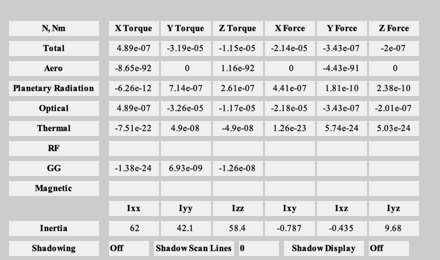 N, Nm X Torque Y Torque Z Torque X Force Y Force Z Force
Total 4.89e-07 -3.19e-05 -1.15e-05 -2.14e-05 -3.43e-07 -2e-07
Aero -8.65e-92 0 1.16e-92 0 -4.43e-91 0
Planetary Radiation -6.26e-12 7.14e-07 2.61e-07 4.41e-07 1.81e-10 2.38e-10
Optical 4.89e-07 -3.26e-05 -1.17e-05 -2.18e-05 -3.43e-07 -2.01e-07
Thermal -7.51e-22 4.9e-08 -4.9e-08 1.26e-23 5.74e-24 5.03e-24
RF
GG -1.38e-24 6.93e-09 -1.26e-08
Magnetic
Ixx Iyy Izz Ixy Ixz Iyz
Inertia 62 42.1 58.4 -0.787 -0.435 9.68
Shadowing Off Shadow Scan Lines 0 Shadow Display Off